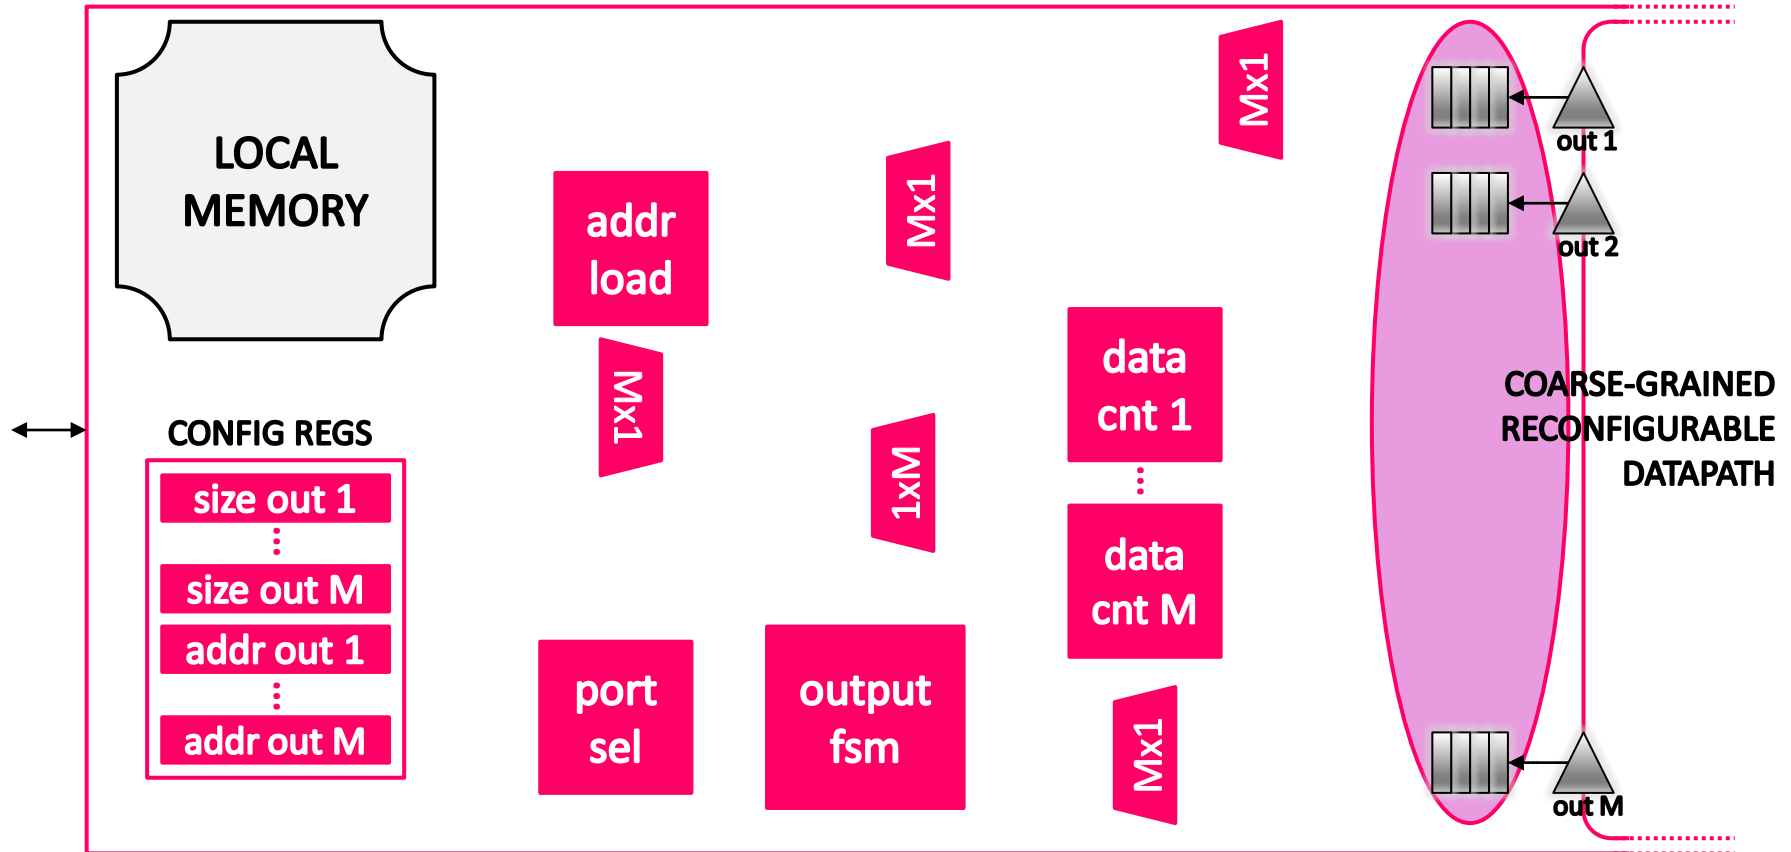 LOCAL
MEMORY
CONFIG REGS
size out 1
size out M
addr out 1
addr out M
addr
load
Mx1
port
sel
output
fsm
Mx1
1xM
data
cnt 1
data
cnt M
Mx1
Mx1
out 1
out 2
out M
COARSE-GRAINED
RECONFIGURABLE
DATAPATH